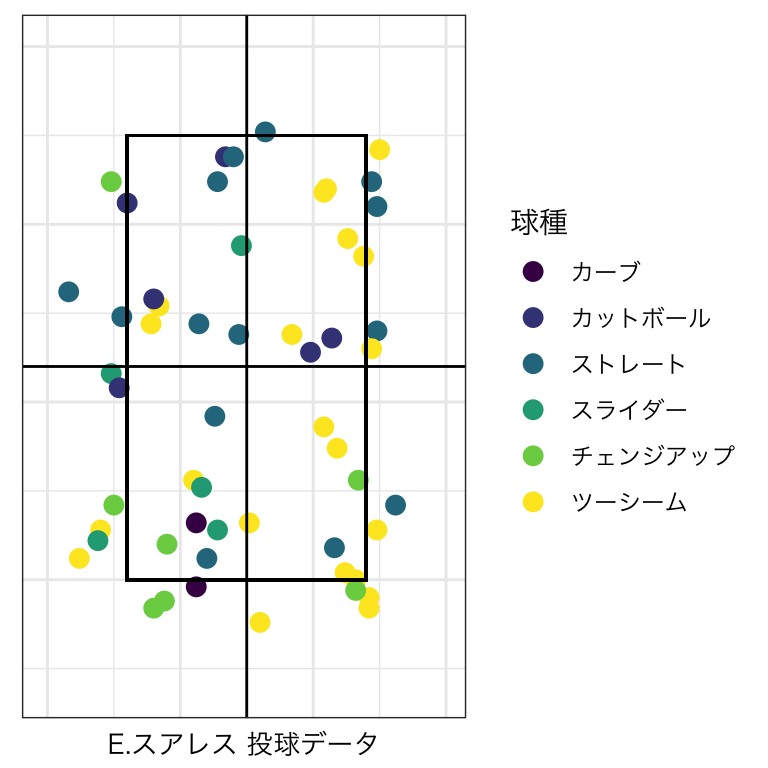 球種
カーブ
カットボール
ストレート
スライダー
チェンジアップ
ツーシーム
E.スアレス 投球データ